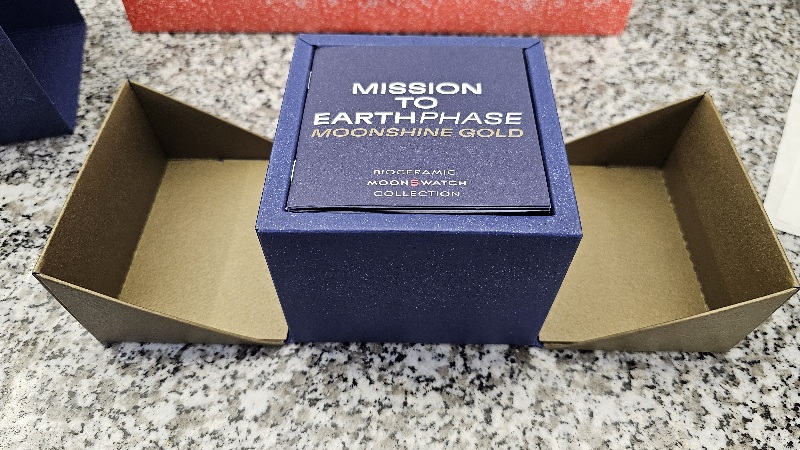 MISSION
TO
EARTHPHASE
MOONSHINE GOLD
BIOCERAMIC
MOONSWATCH
COLLECTION